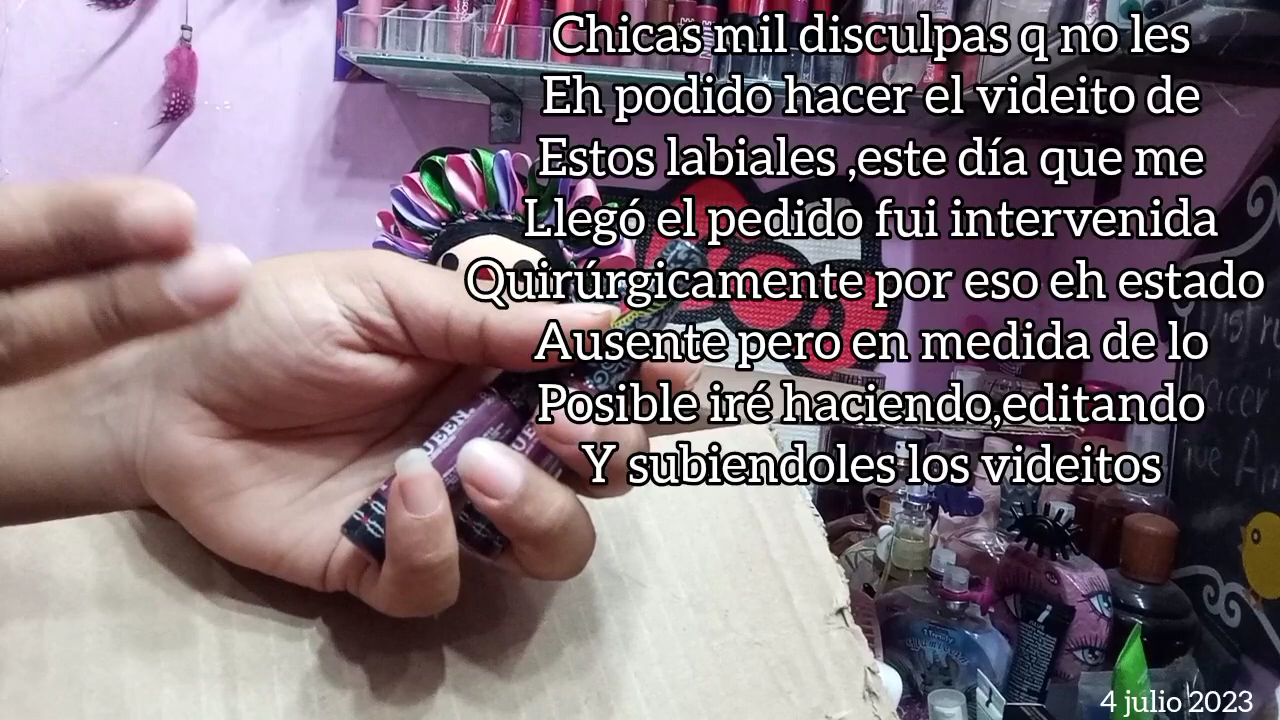 Chicas mil disculpas q no les
Eh podido hacer el videito de
Estos labiales ,este día que me
Llegó el pedido fui intervenida
Quirúrgicamente por eso eh estado
Ausente pero en medida de lo
Posible iré haciendo,editando
Y subiendoles los videitos
UEEN
4 julio 2023